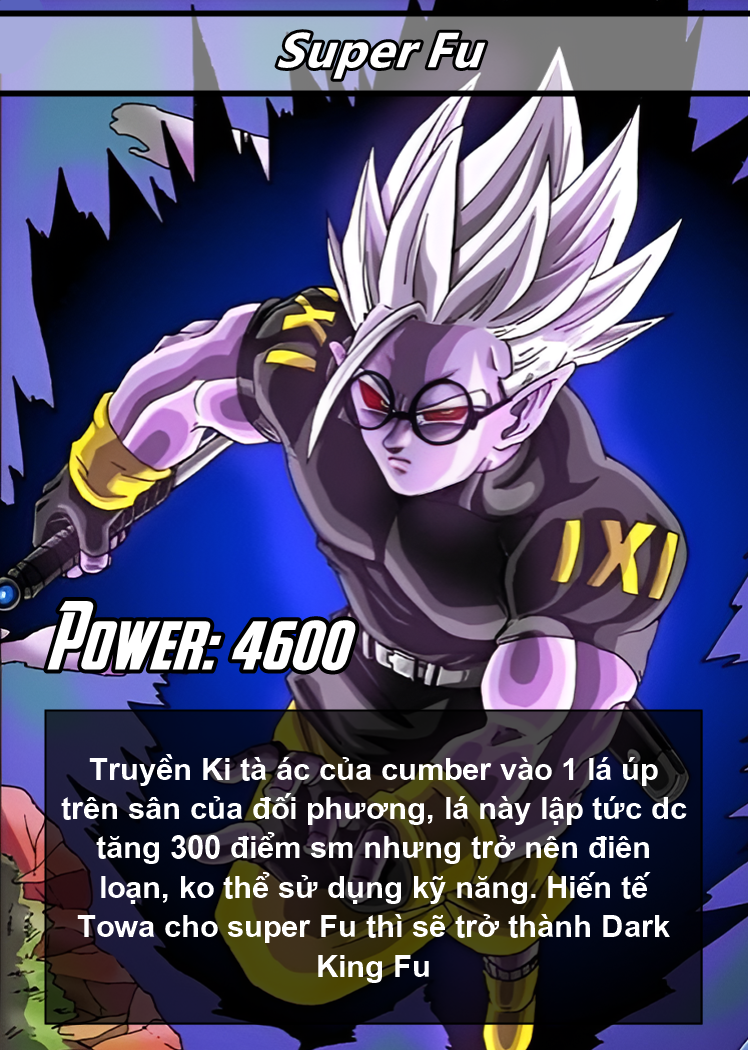 Super Fu
IXI
POWER: 4600
Truyền Ki tà ác của cumber vào 1 lá úp
trên sân của đối phương, lá này lập tức dc
tăng 300 điểm sm nhưng trở nên điên
loạn, ko thể sử dụng kỹ năng. Hiến tế
Towa cho super Fu thì sẽ trở thành Dark
King Fu